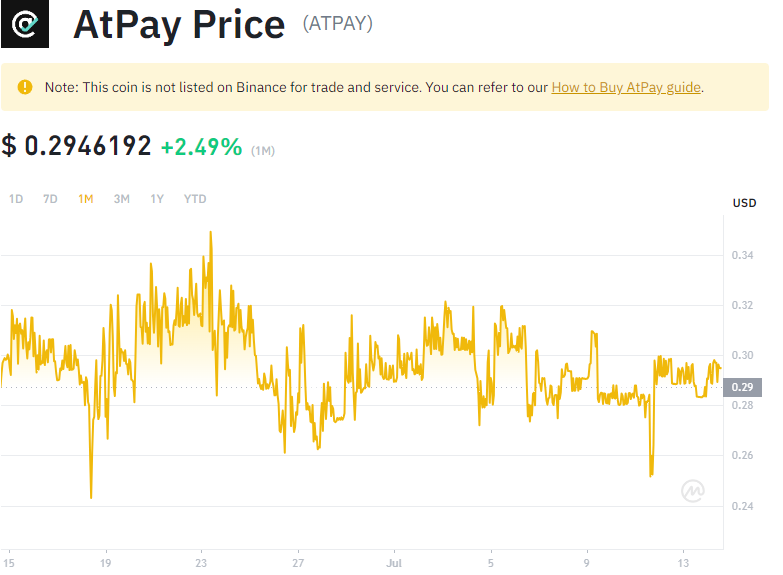 AtPay Price (ATPAY)
Note: This coin is not listed on Binance for trade and service. You can refer to our How to Buy AtPay guide.
$ 0.2946192 +2.49% (1M)
1D 7D 1M 3M 1Y YTD
USD
0.34
0.32
0.30
0.29
0.28
0.26
0.24
15 19 23 27 Jul 5 9 13